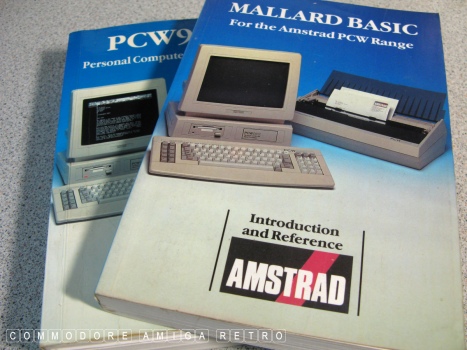 MALLARD BASIC
For the Amstrad PCW Range
Introduction
and Reference
AMSTRAD
PCW9
Personal Compute
COMMODORE AMIGA RETRO